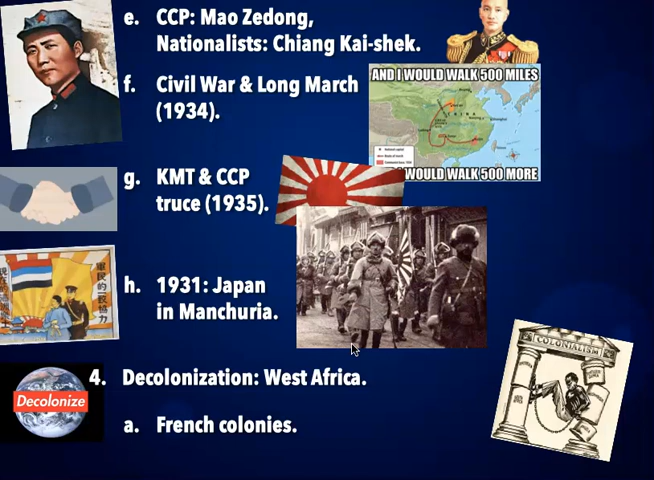 e. CCP: Mao Zedong,
Nationalists: Chiang Kai-shek.
f. Civil War & Long March
(1934).
AND I WOULD WALK 500 MILES
CHINA
WOULD WALK 500 MORE
g. KMT & CCP
truce (1935).
h. 1931: Japan
in Manchuria.
COLONIALISM
Decolonize
4. Decolonization: West Africa.
a. French colonies.